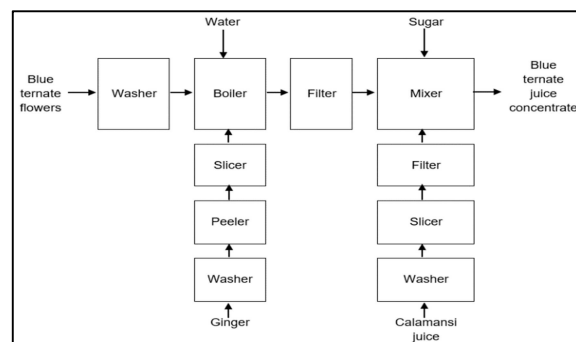 Water
Sugar
Blue
ternate
flowers
Washer
Boiler
Filter
Mixer
Blue
ternate
juice
concentrate
Slicer
Filter
Peeler
Slicer
Washer
Washer
Ginger
Calamansi
juice